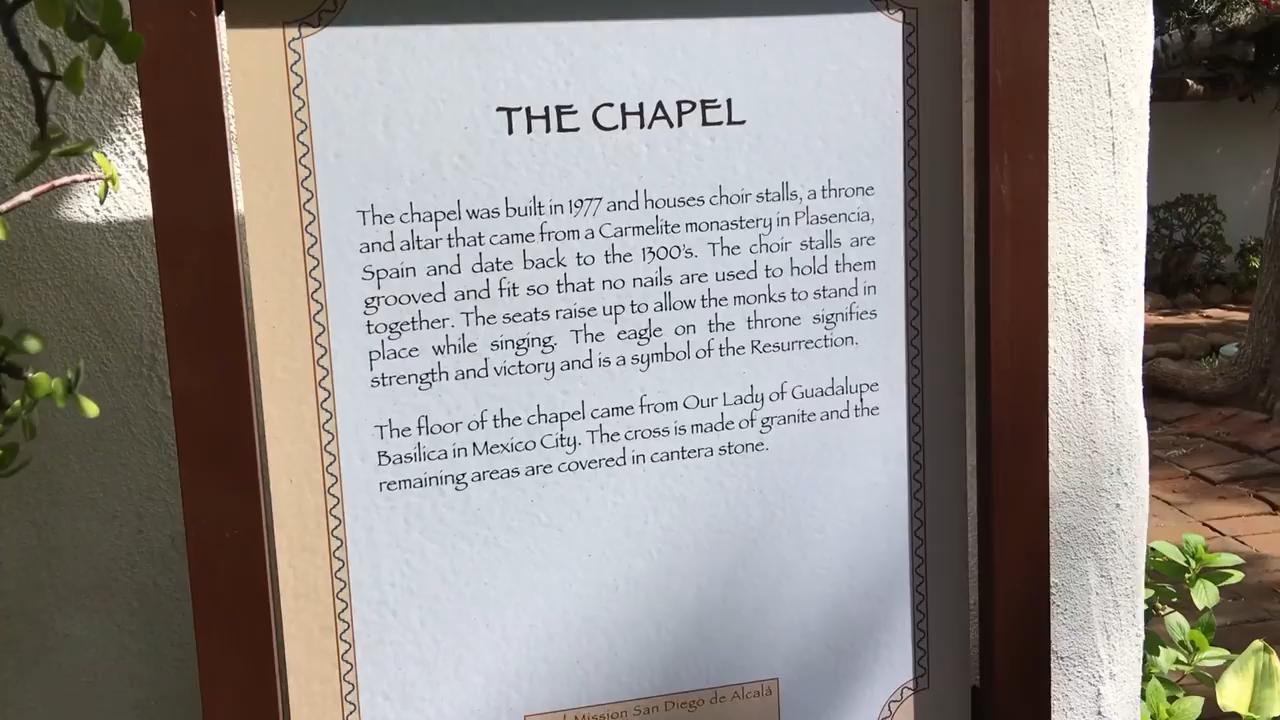 THE CHAPEL
The chapel was built in 1977 and houses choir stalls, a throne
and altar that came from a Carmelite monastery in Plasencia,
Spain and date back to the 1300's. The choir stalls are
grooved and fit so that no nails are used to hold them
together. The seats raise up to allow the monks to stand in
place while singing. The eagle on the throne signifies
strength and victory and is a symbol of the Resurrection.
The floor of the chapel came from Our Lady of Guadalupe
Basilica in Mexico City. The cross is made of granite and the
remaining areas are covered in cantera stone.
Mission San Diego de Alcalá